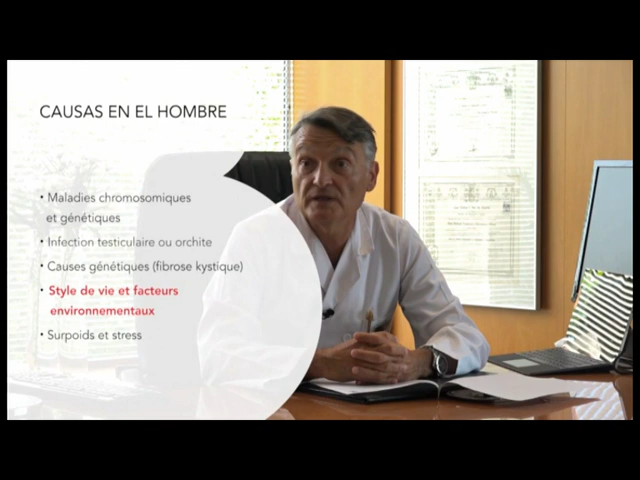 CAUSAS EN EL HOMBRE
• Maladies chromosomiques
et génétiques
• Infection testiculaire ou orchite
• Causes génétiques (fibrose kystique)
• Style de vie et facteurs
environnementaux
• Surpoids et stress